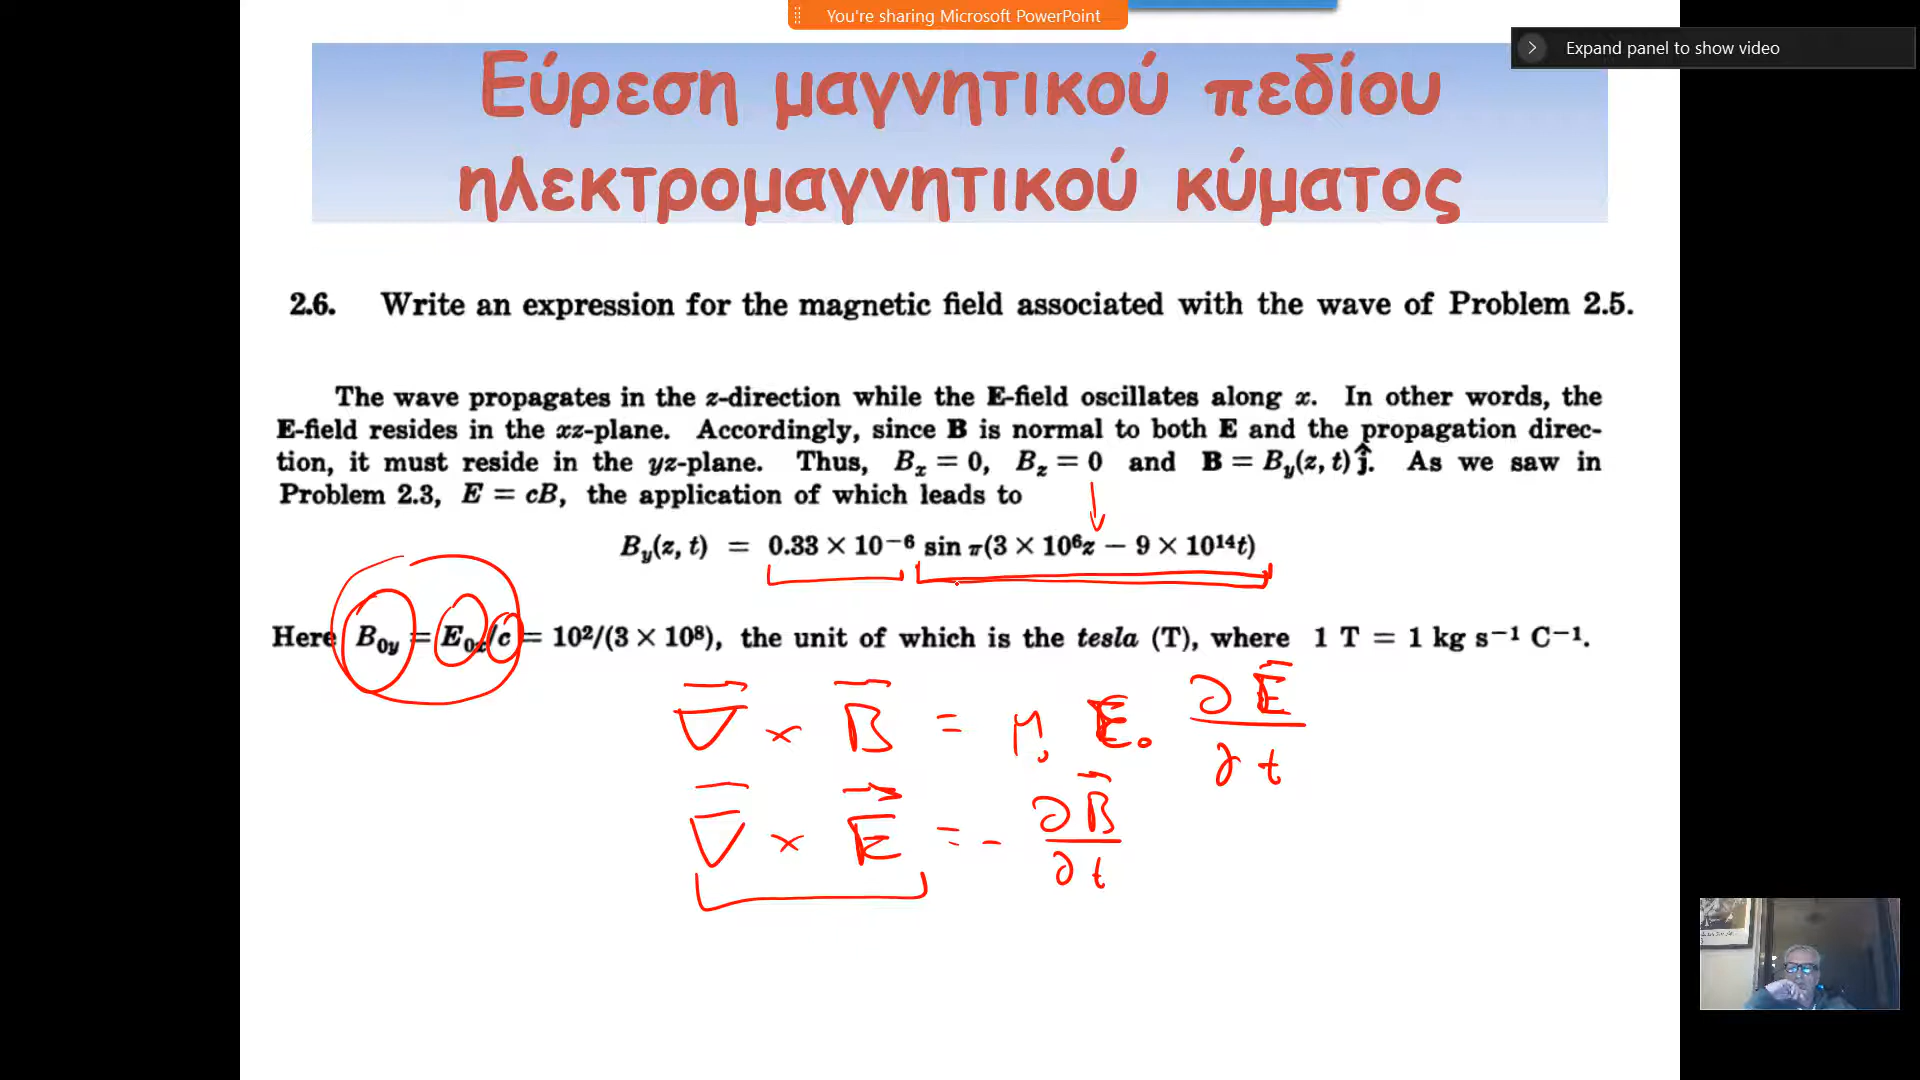 You're sharing Microsoft PowerPoint
Expand panel to show video
Εύρεση μαγνητικού πεδίου
ηλεκτρομαγνητικού κύματος
2.6. Write an expression for the magnetic field associated with the wave of Problem 2.5.
The wave propagates in the z-direction while the E-field oscillates along x. In other words, the
E-field resides in the xz-plane. Accordingly, since B is normal to both E and the propagation direc-
tion, it must reside in the yz-plane. Thus, Bₓ = 0, B_z = 0 and B = B_y(z, t) ĵ. As we saw in
Problem 2.3, E = cB, the application of which leads to
B_y(z, t) = 0.33 × 10⁻⁶ sin π(3 × 10⁶z − 9 × 10¹⁴t)
Here B₀y = E₀ₓ/c = 10²/(3 × 10⁸), the unit of which is the tesla (T), where 1 T = 1 kg s⁻¹ C⁻¹.
∇ × B = μ₀ ε₀ ∂E/∂t
∇ × E = - ∂B/∂t